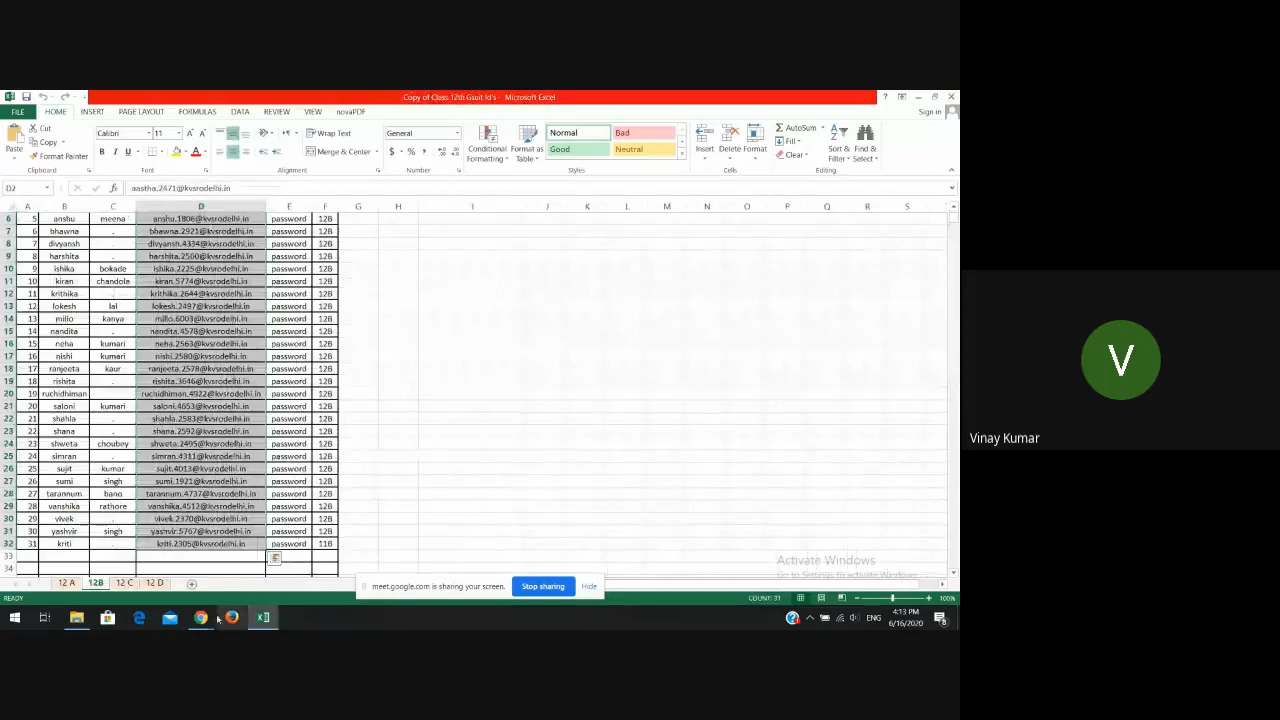 Copy of Class 12th Gsuit Id's - Microsoft Excel
FILE HOME INSERT PAGE LAYOUT FORMULAS DATA REVIEW VIEW novaPDF Sign in
Paste Cut Copy Format Painter Clipboard
Calibri 11 Font
Wrap Text Merge & Center Alignment
General Number
Conditional Formatting Format as Table Normal Bad Good Neutral Styles
Insert Delete Format Cells
AutoSum Fill Clear Sort & Filter Find & Select Editing
D2 aastha.2471@kvsrodelhi.in
A B C D E F G H I J K L M N O P Q R S
6 5 anshu meena anshu.1806@kvsrodelhi.in password 12B
7 6 bhawna . bhawna.2921@kvsrodelhi.in password 12B
8 7 divyansh . divyansh.4334@kvsrodelhi.in password 12B
9 8 harshita . harshita.2560@kvsrodelhi.in password 12B
10 9 ishika bokade ishika.2225@kvsrodelhi.in password 12B
11 10 kiran chandola kiran.5774@kvsrodelhi.in password 12B
12 11 krithika . krithika.2644@kvsrodelhi.in password 12B
13 12 lokesh lal lokesh.2497@kvsrodelhi.in password 12B
14 13 millo kanya millo.6003@kvsrodelhi.in password 12B
15 14 nandita . nandita.4578@kvsrodelhi.in password 12B
16 15 neha kumari neha.2563@kvsrodelhi.in password 12B
17 16 nishi kumari nishi.2580@kvsrodelhi.in password 12B
18 17 ranjeeta kaur ranjeeta.2578@kvsrodelhi.in password 12B
19 18 rishita . rishita.3646@kvsrodelhi.in password 12B
20 19 ruchidhiman ruchidhiman.4922@kvsrodelhi.in password 12B
21 20 saloni kumari saloni.4653@kvsrodelhi.in password 12B
22 21 shahla . shahla.2583@kvsrodelhi.in password 12B
23 22 shana . shana.2592@kvsrodelhi.in password 12B
24 23 shweta choubey shweta.2495@kvsrodelhi.in password 12B
25 24 simran . simran.4311@kvsrodelhi.in password 12B
26 25 sujit kumar sujit.4013@kvsrodelhi.in password 12B
27 26 sumi singh sumi.1921@kvsrodelhi.in password 12B
28 27 tarannum bano tarannum.4737@kvsrodelhi.in password 12B
29 28 vanshika rathore vanshika.4512@kvsrodelhi.in password 12B
30 29 vivek . vivek.2370@kvsrodelhi.in password 12B
31 30 yashvir singh yashvir.5767@kvsrodelhi.in password 12B
32 31 kriti . kriti.2305@kvsrodelhi.in password 11B
33
34
Activate Windows
Go to Settings to activate Windows.
12 A 12B 12 C 12 D
meet.google.com is sharing your screen. Stop sharing Hide
READY COUNT: 31 100%
ENG 4:13 PM
6/16/2020
V
Vinay Kumar